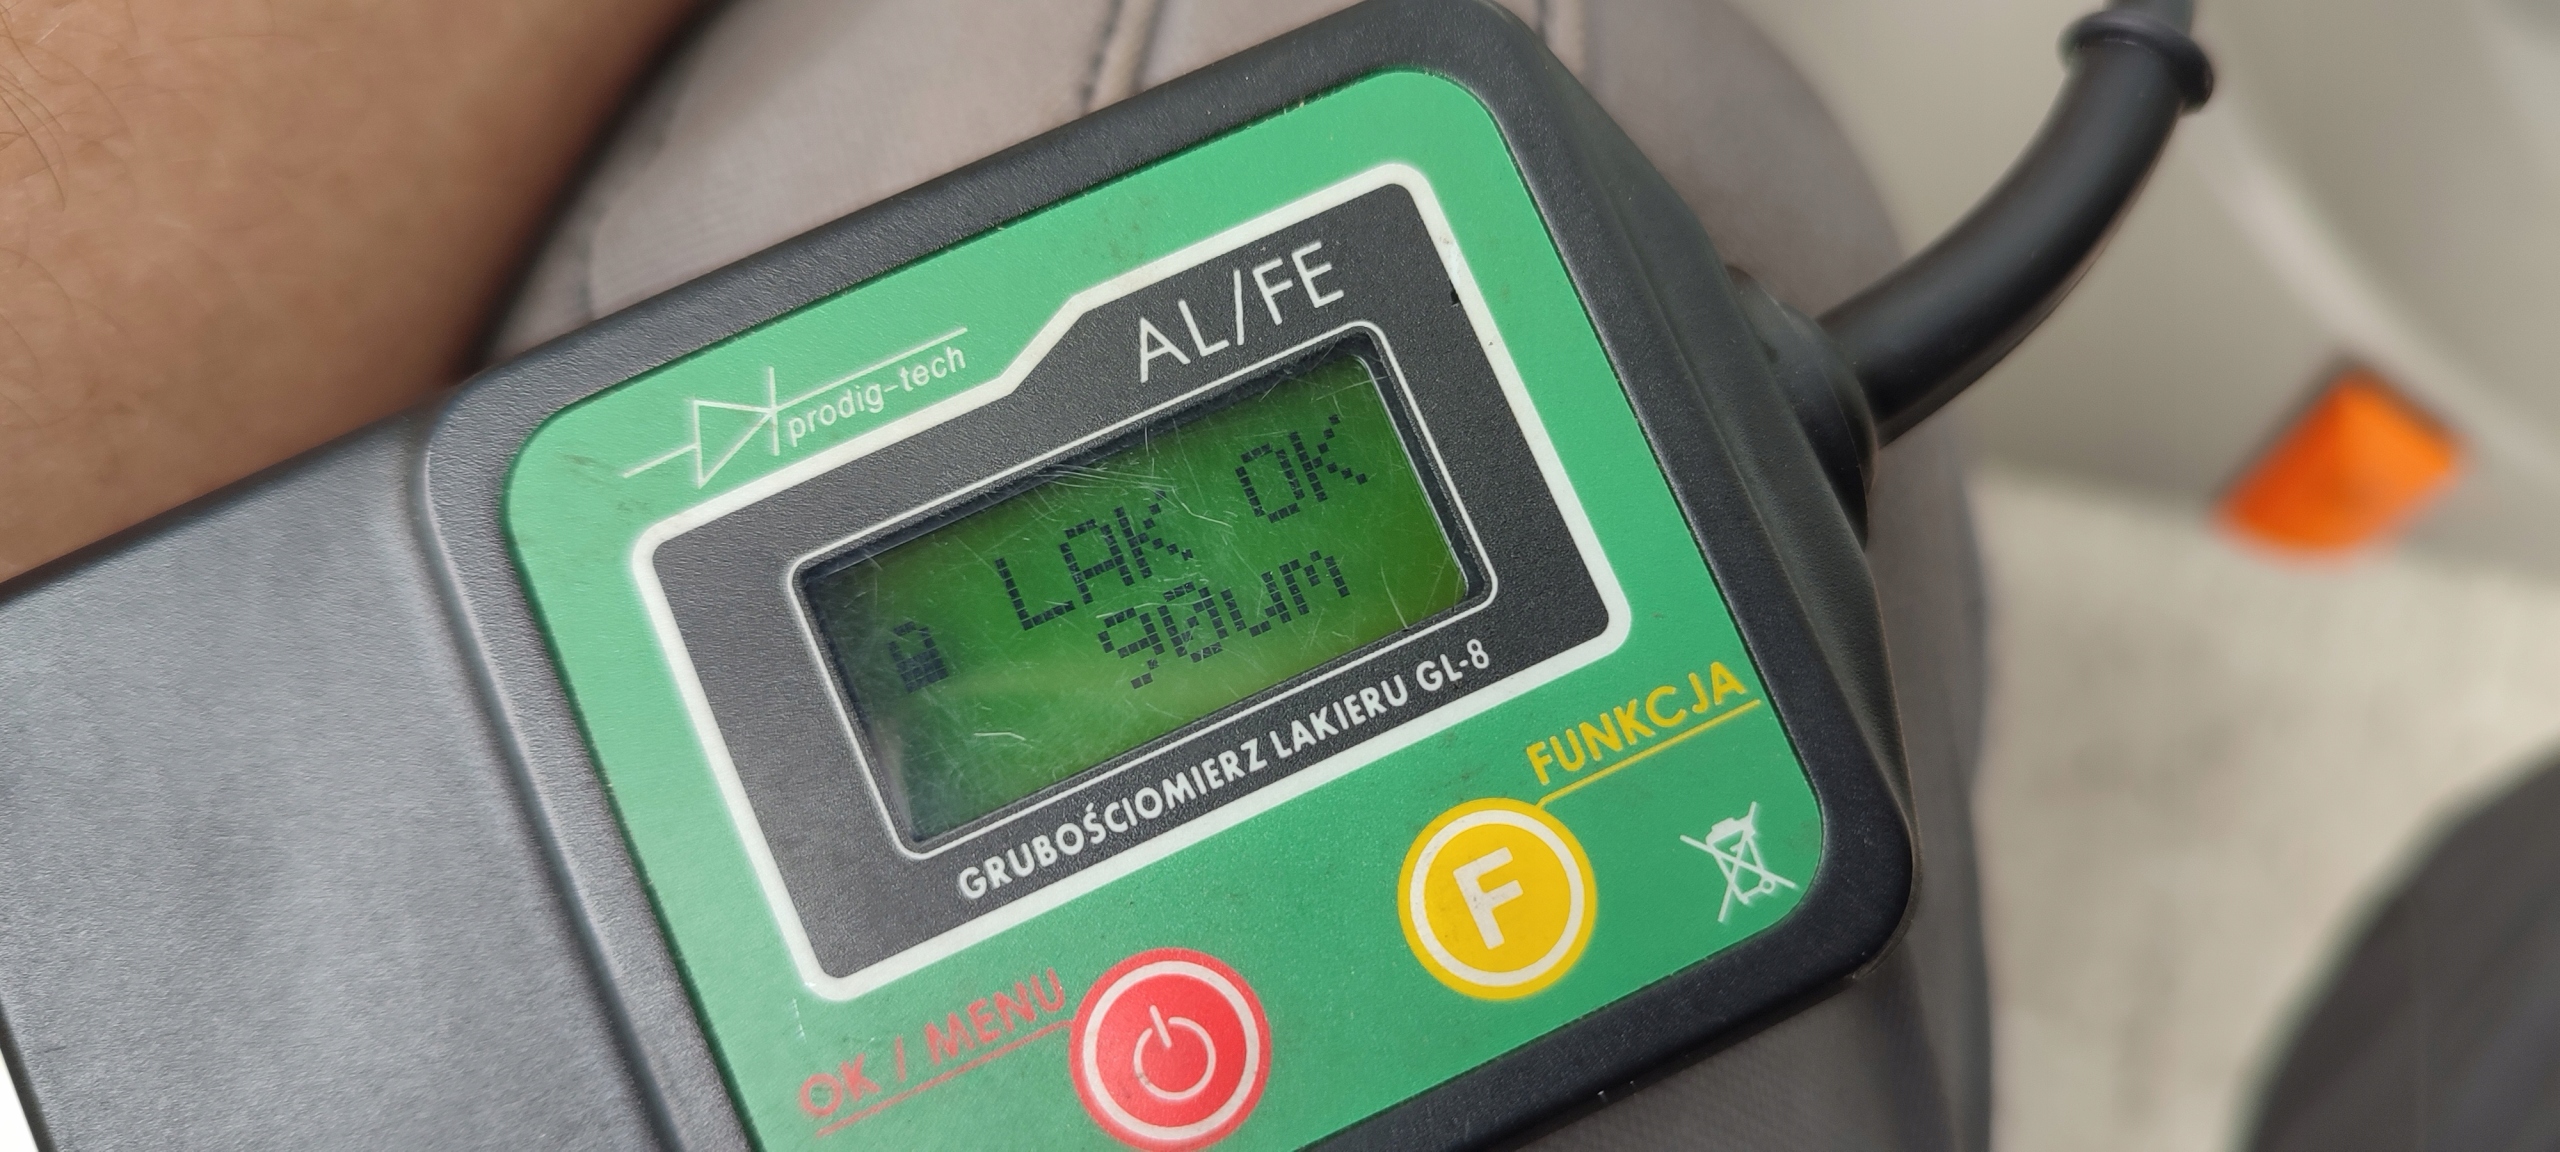 prodig-tech
AL/FE
LAK OK
90um
GRUBOŚCIOMIERZ LAKIERU GL-8
FUNKCJA
F
OK / MENU